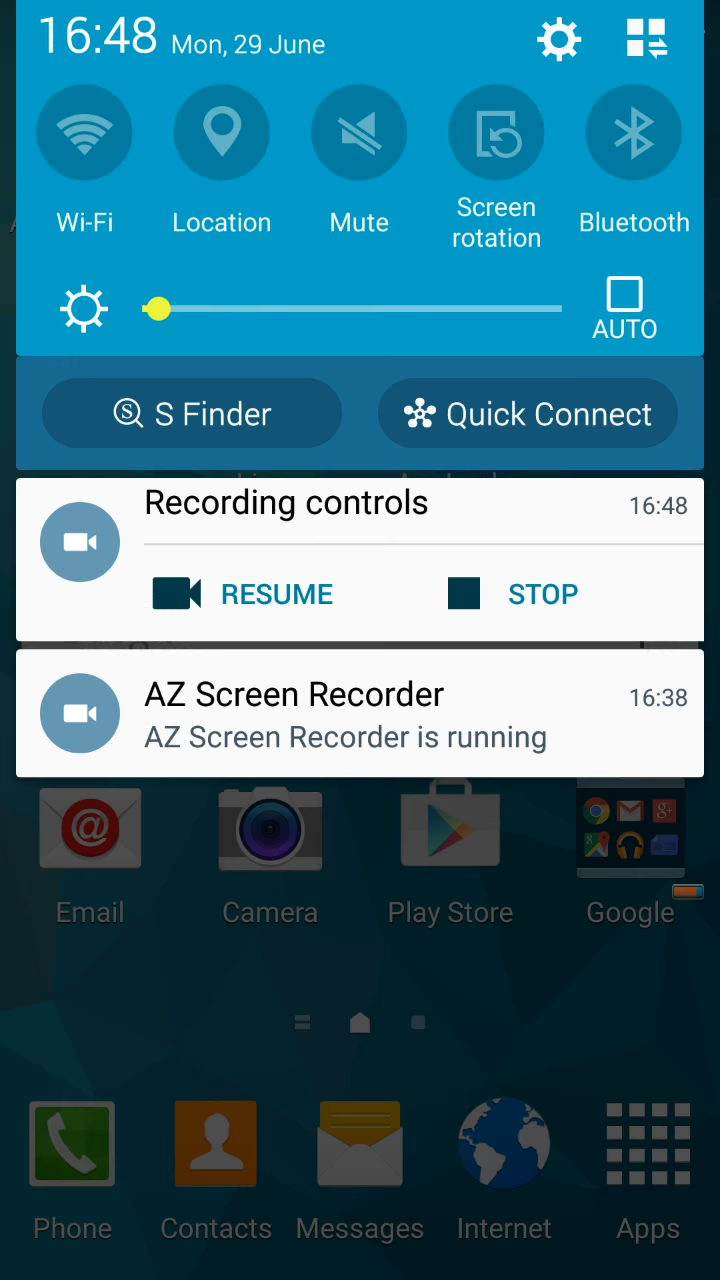 16:48 Mon, 29 June
Wi-Fi
Location
Mute
Screen
rotation
Bluetooth
AUTO
S Finder
Quick Connect
Recording controls
16:48
RESUME
STOP
AZ Screen Recorder
16:38
AZ Screen Recorder is running
Email
Camera
Play Store
Google
Phone
Contacts
Messages
Internet
Apps